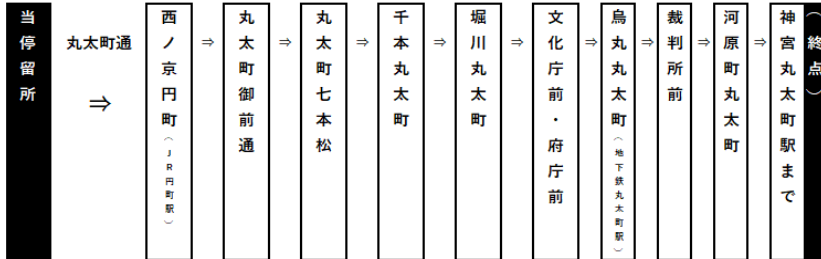 当停留所
丸太町通
⇒
西ノ京円町（JR円町駅）
⇒
丸太町御前通
⇒
丸太町七本松
⇒
千本丸太町
⇒
堀川丸太町
⇒
文化庁前・府庁前
⇒
烏丸丸太町（地下鉄丸太町駅）
⇒
裁判所前
⇒
河原町丸太町
⇒
神宮丸太町駅まで
（終点）